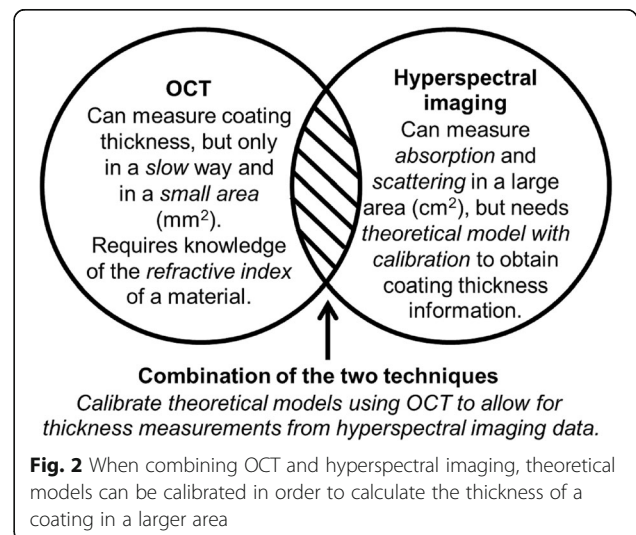 OCT
Can measure coating
thickness, but only
in a slow way and
in a small area
(mm²).
Requires knowledge
of the refractive index
of a material.
Hyperspectral
imaging
Can measure
absorption and
scattering in a large
area (cm²), but needs
theoretical model with
calibration to obtain
coating thickness
information.
Combination of the two techniques
Calibrate theoretical models using OCT to allow for
thickness measurements from hyperspectral imaging data.
Fig. 2 When combining OCT and hyperspectral imaging, theoretical
models can be calibrated in order to calculate the thickness of a
coating in a larger area